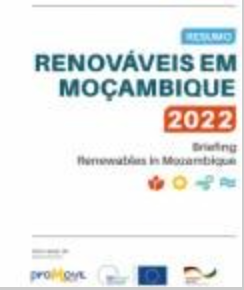 RESUMO
RENOVÁVEIS EM
MOÇAMBIQUE
2022
Briefing
Renewables in Mozambique
proMove